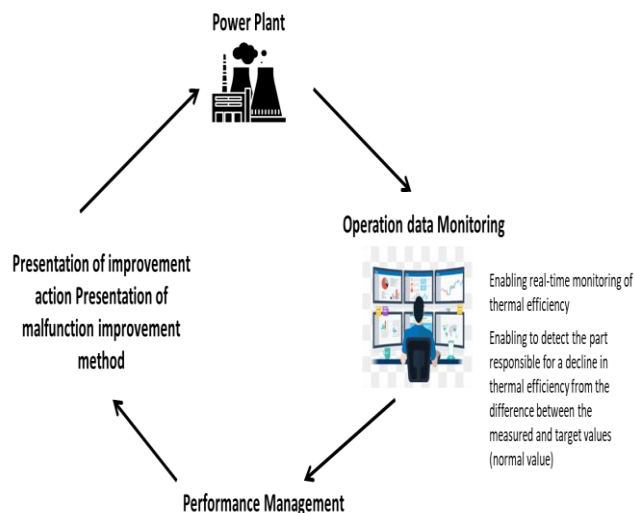 Power Plant
Operation data Monitoring
Enabling real-time monitoring of
thermal efficiency
Enabling to detect the part
responsible for a decline in
thermal efficiency from the
difference between the
measured and target values
(normal value)
Performance Management
Presentation of improvement
action Presentation of
malfunction improvement
method